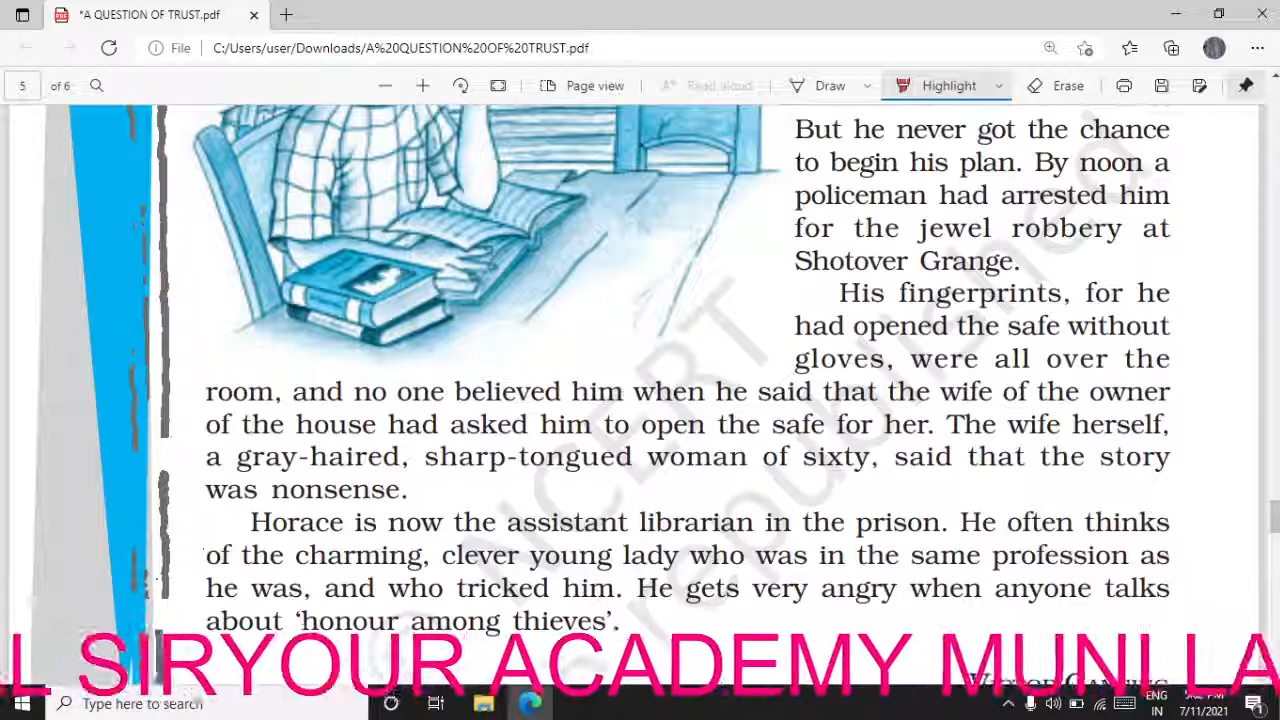 *A QUESTION OF TRUST.pdf
File C:/Users/user/Downloads/A%20QUESTION%20OF%20TRUST.pdf
5 of 6 Page view Read aloud Draw Highlight Erase
But he never got the chance
to begin his plan. By noon a
policeman had arrested him
for the jewel robbery at
Shotover Grange.
His fingerprints, for he
had opened the safe without
gloves, were all over the
room, and no one believed him when he said that the wife of the owner
of the house had asked him to open the safe for her. The wife herself,
a gray-haired, sharp-tongued woman of sixty, said that the story
was nonsense.
Horace is now the assistant librarian in the prison. He often thinks
of the charming, clever young lady who was in the same profession as
he was, and who tricked him. He gets very angry when anyone talks
about ‘honour among thieves’.
© NCERT
republished
L SIRYOUR ACADEMY MUNLLA
Type here to search
ENG
IN 7/11/2021